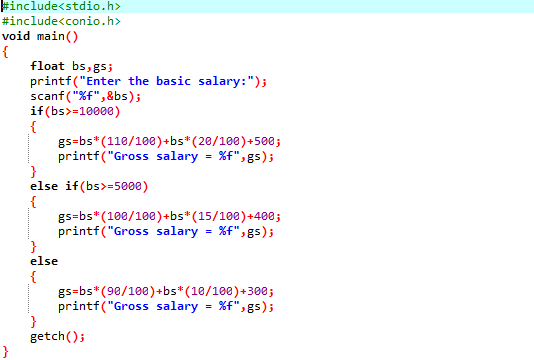 #include<stdio.h>
#include<conio.h>
void main()
{
    float bs,gs;
    printf("Enter the basic salary:");
    scanf("%f",&bs);
    if(bs>=10000)
    {
        gs=bs*(110/100)+bs*(20/100)+500;
        printf("Gross salary = %f",gs);
    }
    else if(bs>=5000)
    {
        gs=bs*(100/100)+bs*(15/100)+400;
        printf("Gross salary = %f",gs);
    }
    else
    {
        gs=bs*(90/100)+bs*(10/100)+300;
        printf("Gross salary = %f",gs);
    }
    getch();
}